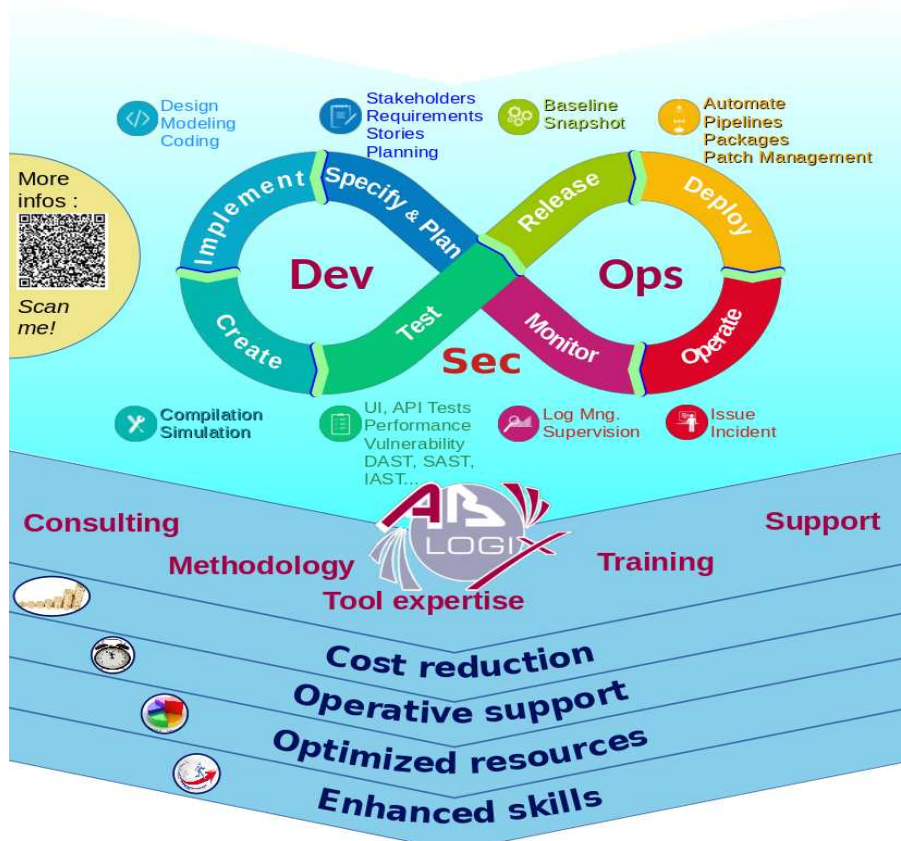 Design
Modeling
Coding
Stakeholders
Requirements
Stories
Planning
Baseline
Snapshot
Automate
Pipelines
Packages
Patch Management
More
infos :
Scan
me!
Implement
Specify & Plan
Release
Deploy
Dev
Ops
Create
Test
Monitor
Operate
Sec
Compilation
Simulation
UI, API Tests
Performance
Vulnerability
DAST, SAST,
IAST...
Log Mng.
Supervision
Issue
Incident
AB
LOGIX
Consulting
Support
Methodology
Training
Tool expertise
Cost reduction
Operative support
Optimized resources
Enhanced skills